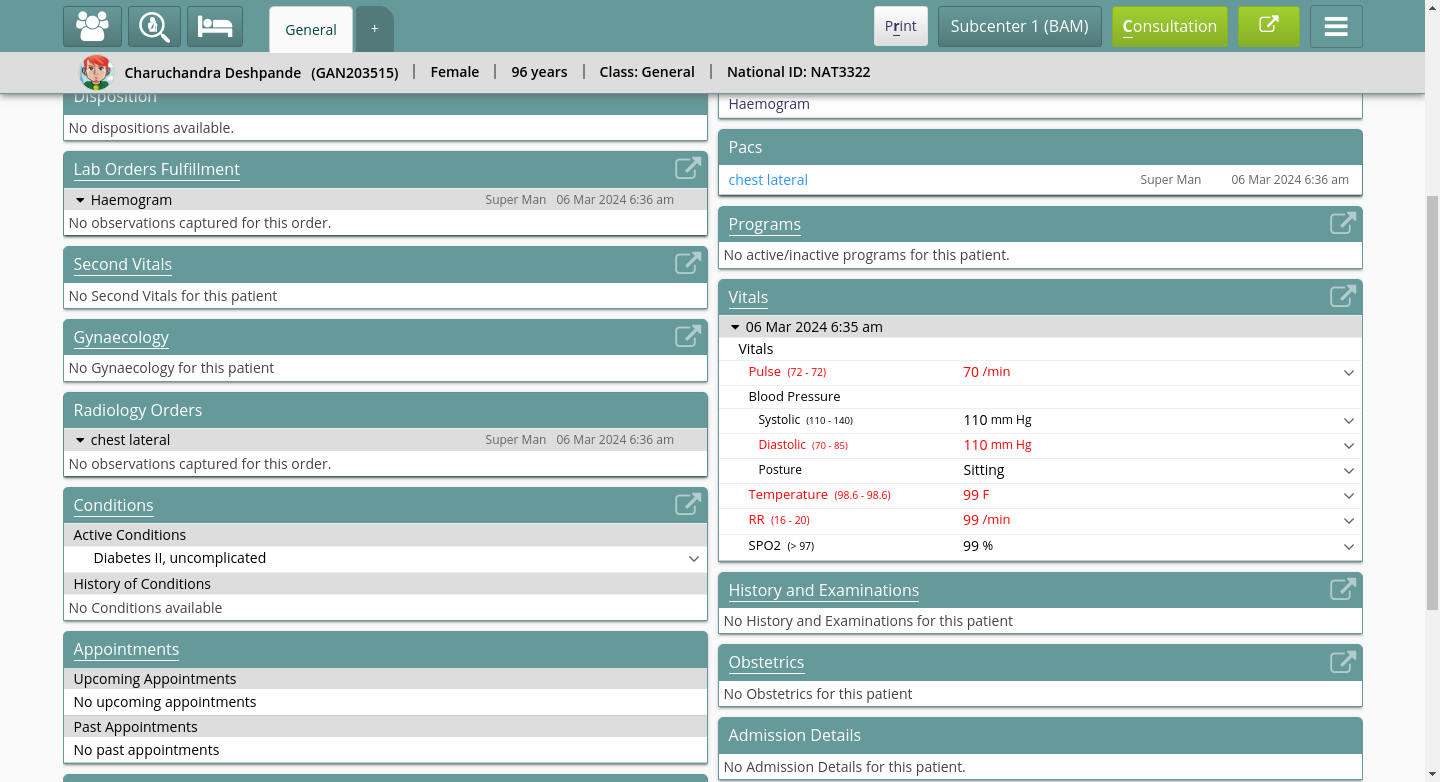 General
+
Print
Subcenter 1 (BAM)
Consultation
Charuchandra Deshpande (GAN203515) | Female | 96 years | Class: General | National ID: NAT3322
Disposition
No dispositions available.
Lab Orders Fulfillment
Haemogram Super Man 06 Mar 2024 6:36 am
No observations captured for this order.
Second Vitals
No Second Vitals for this patient
Gynaecology
No Gynaecology for this patient
Radiology Orders
chest lateral Super Man 06 Mar 2024 6:36 am
No observations captured for this order.
Conditions
Active Conditions
Diabetes II, uncomplicated
History of Conditions
No Conditions available
Appointments
Upcoming Appointments
No upcoming appointments
Past Appointments
No past appointments
Haemogram
Pacs
chest lateral Super Man 06 Mar 2024 6:36 am
Programs
No active/inactive programs for this patient.
Vitals
06 Mar 2024 6:35 am
Vitals
Pulse (72 - 72) 70 /min
Blood Pressure
Systolic (110 - 140) 110 mm Hg
Diastolic (70 - 85) 110 mm Hg
Posture Sitting
Temperature (98.6 - 98.6) 99 F
RR (16 - 20) 99 /min
SPO2 (> 97) 99 %
History and Examinations
No History and Examinations for this patient
Obstetrics
No Obstetrics for this patient
Admission Details
No Admission Details for this patient.